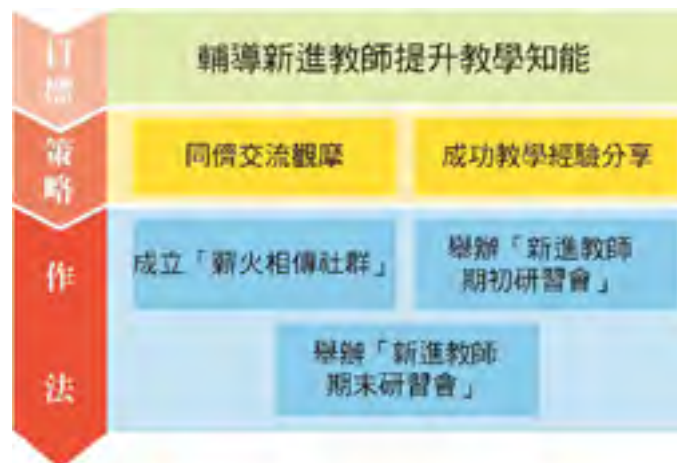 目標
輔導新進教師提升教學知能
策略
同儕交流觀摩
成功教學經驗分享
作法
成立「薪火相傳社群」
舉辦「新進教師
期初研習會」
舉辦「新進教師
期末研習會」